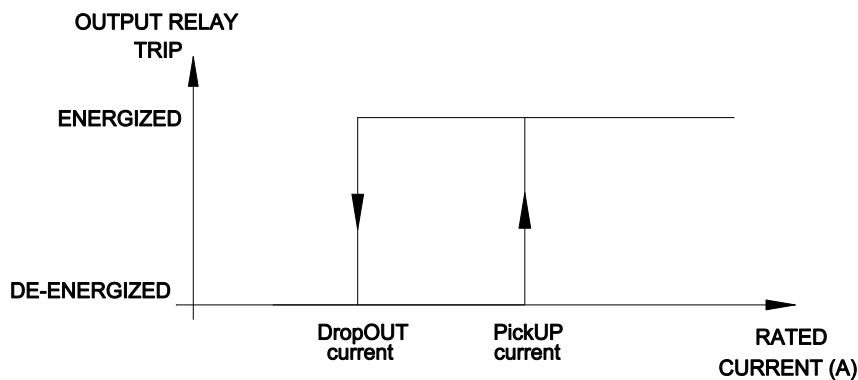 OUTPUT RELAY
TRIP
ENERGIZED
DE-ENERGIZED
DropOUT
current
PickUP
current
RATED
CURRENT (A)